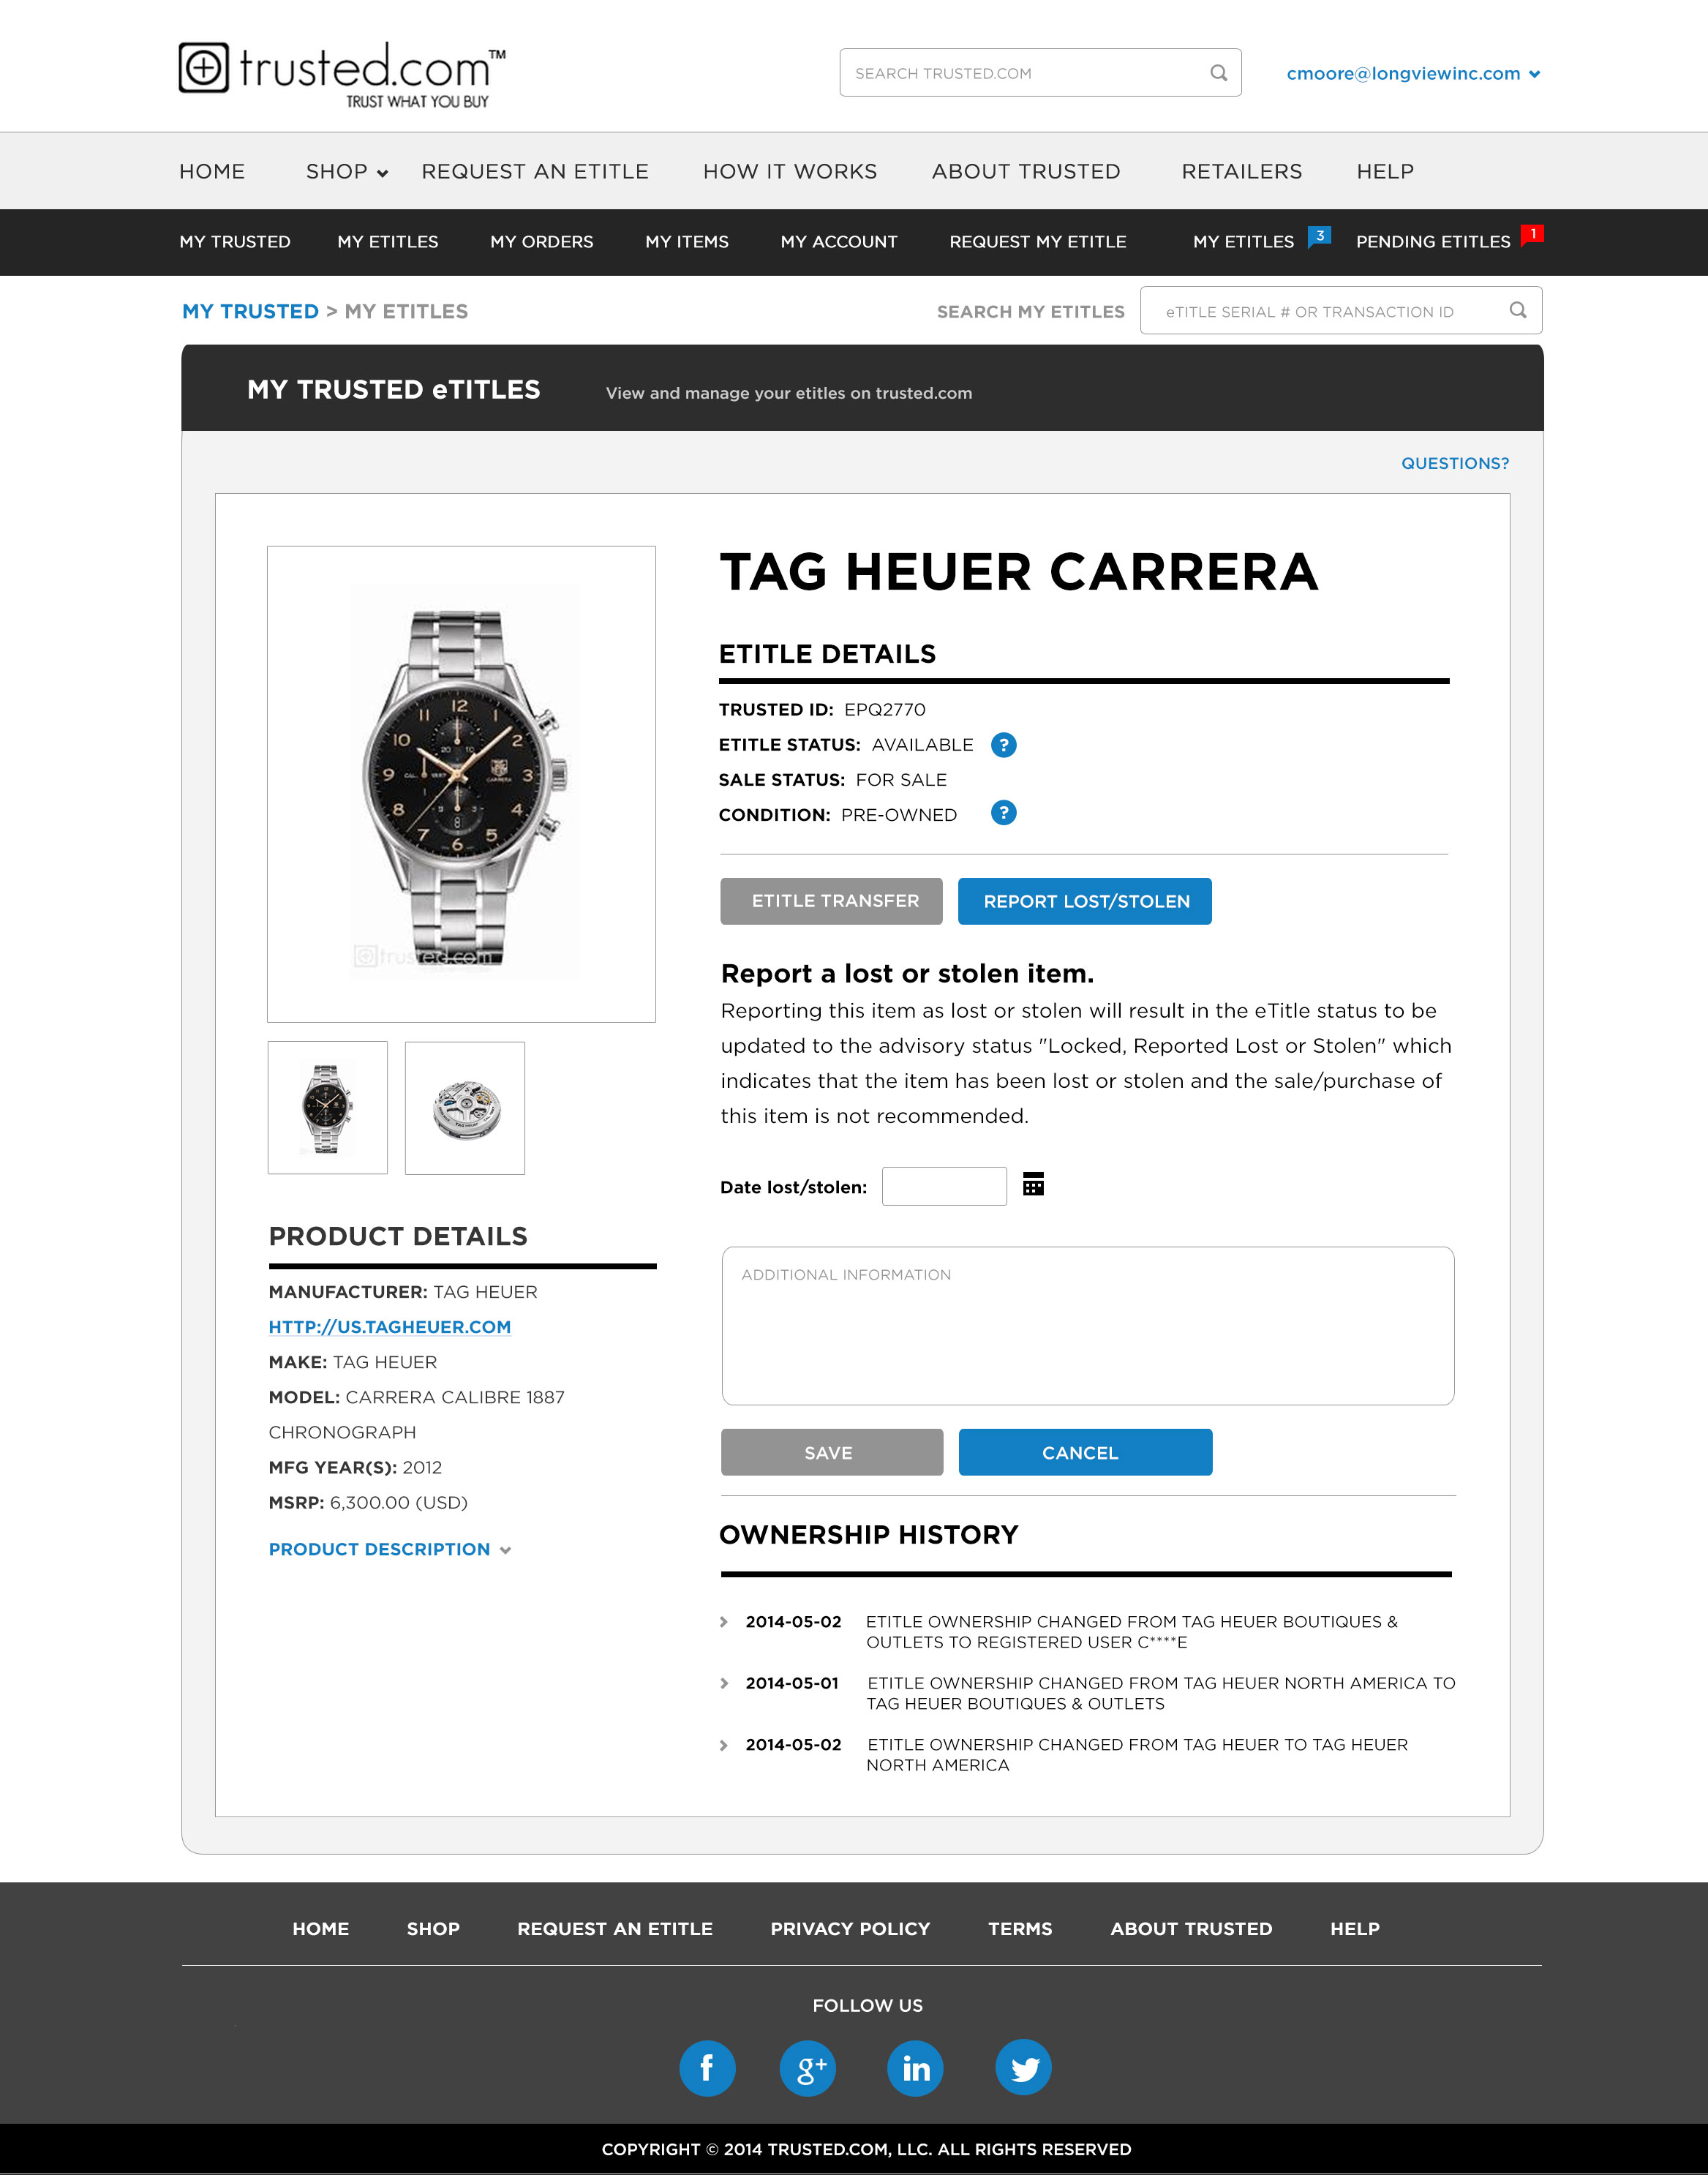 trusted.com™
TRUST WHAT YOU BUY
SEARCH TRUSTED.COM
cmoore@longviewinc.com
HOME SHOP REQUEST AN ETITLE HOW IT WORKS ABOUT TRUSTED RETAILERS HELP
MY TRUSTED MY ETITLES MY ORDERS MY ITEMS MY ACCOUNT REQUEST MY ETITLE MY ETITLES 3 PENDING ETITLES 1
MY TRUSTED > MY ETITLES
SEARCH MY ETITLES eTITLE SERIAL # OR TRANSACTION ID
MY TRUSTED eTITLES View and manage your etitles on trusted.com
QUESTIONS?
trusted.com
PRODUCT DETAILS
MANUFACTURER: TAG HEUER
HTTP://US.TAGHEUER.COM
MAKE: TAG HEUER
MODEL: CARRERA CALIBRE 1887
CHRONOGRAPH
MFG YEAR(S): 2012
MSRP: 6,300.00 (USD)
PRODUCT DESCRIPTION
TAG HEUER CARRERA
ETITLE DETAILS
TRUSTED ID: EPQ2770
ETITLE STATUS: AVAILABLE ?
SALE STATUS: FOR SALE
CONDITION: PRE-OWNED ?
ETITLE TRANSFER REPORT LOST/STOLEN
Report a lost or stolen item.
Reporting this item as lost or stolen will result in the eTitle status to be
updated to the advisory status "Locked, Reported Lost or Stolen" which
indicates that the item has been lost or stolen and the sale/purchase of
this item is not recommended.
Date lost/stolen:
ADDITIONAL INFORMATION
SAVE CANCEL
OWNERSHIP HISTORY
2014-05-02 ETITLE OWNERSHIP CHANGED FROM TAG HEUER BOUTIQUES &
OUTLETS TO REGISTERED USER C****E
2014-05-01 ETITLE OWNERSHIP CHANGED FROM TAG HEUER NORTH AMERICA TO
TAG HEUER BOUTIQUES & OUTLETS
2014-05-02 ETITLE OWNERSHIP CHANGED FROM TAG HEUER TO TAG HEUER
NORTH AMERICA
HOME SHOP REQUEST AN ETITLE PRIVACY POLICY TERMS ABOUT TRUSTED HELP
FOLLOW US
f g+ in
COPYRIGHT © 2014 TRUSTED.COM, LLC. ALL RIGHTS RESERVED